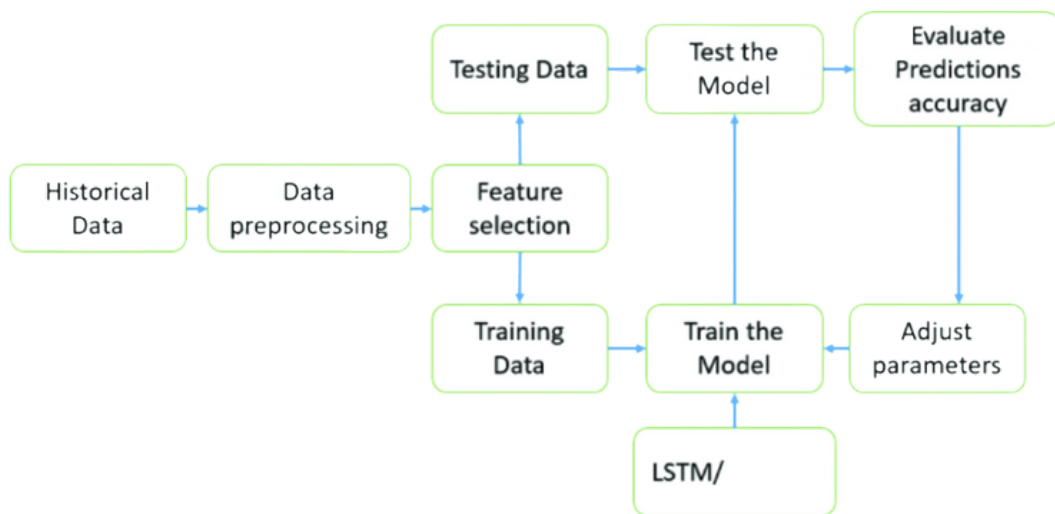 Testing Data
Test the
Model
Evaluate
Predictions
accuracy
Historical
Data
Data
preprocessing
Feature
selection
Training
Data
Train the
Model
Adjust
parameters
LSTM/